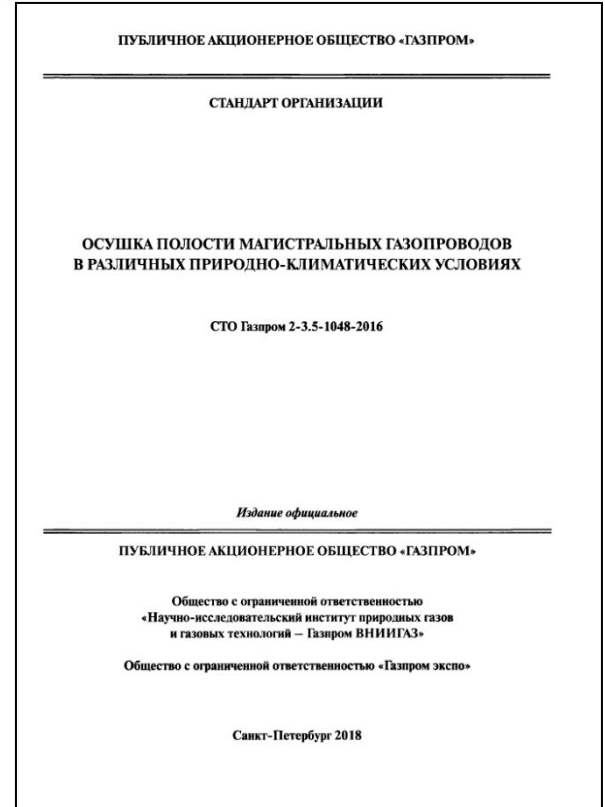 ПУБЛИЧНОЕ АКЦИОНЕРНОЕ ОБЩЕСТВО «ГАЗПРОМ»
СТАНДАРТ ОРГАНИЗАЦИИ
ОСУШКА ПОЛОСТИ МАГИСТРАЛЬНЫХ ГАЗОПРОВОДОВ
В РАЗЛИЧНЫХ ПРИРОДНО-КЛИМАТИЧЕСКИХ УСЛОВИЯХ
СТО Газпром 2-3.5-1048-2016
Издание официальное
ПУБЛИЧНОЕ АКЦИОНЕРНОЕ ОБЩЕСТВО «ГАЗПРОМ»
Общество с ограниченной ответственностью
«Научно-исследовательский институт природных газов
и газовых технологий – Газпром ВНИИГАЗ»
Общество с ограниченной ответственностью «Газпром экспо»
Санкт-Петербург 2018